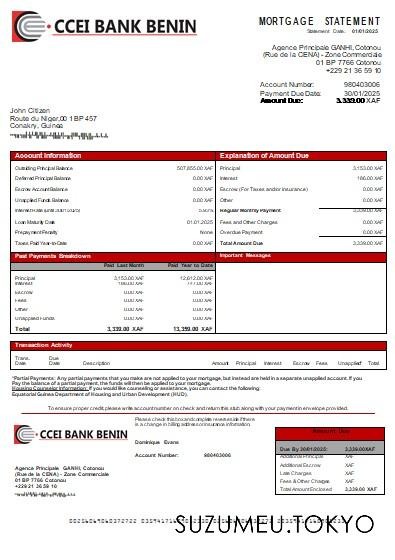 CCEI BANK BENIN
MORTGAGE STATEMENT
Statement Date: 01/01/2025
Agence Principale GANHI, Cotonou
(Rue de la CENA) - Zone Commerciale
01 BP 7766 Cotonou
+229 21 36 59 10
Account Number: 980403006
Payment Due Date: 30/01/2025
Amount Due: 3,339.00 XAF
John Citizen
Route du Niger,00 1BP 457
Conakry, Guinea
Account Information
Outstanding Principal Balance 507,855.00 XAF
Deferred Principal Balance 0.00 XAF
Escrow Account Balance 0.00 XAF
Unapplied Funds Balance 0.00 XAF
Loan Maturity Date 01.01.2025
Prepayment Penalty None
Taxes Paid Year-to-Date 0.00 XAF
Explanation of Amount Due
Principal 3,153.00 XAF
Interest 186.00 XAF
Escrow (For Taxes and/or Insurance) 0.00 XAF
Regular Monthly Payment 3,339.00 XAF
Fees and Other Charges 0.00 XAF
Overdue Payment 0.00 XAF
Total Amount Due 3,339.00 XAF
Past Payments Breakdown
Paid Last Month Paid Year to Date
Principal 3,153.00 XAF 12,612.00 XAF
Interest 186.00 XAF 747.00 XAF
Escrow 0.00 XAF 0.00 XAF
Fees 0.00 XAF 0.00 XAF
Other 0.00 XAF 0.00 XAF
Unapplied Funds 0.00 XAF 0.00 XAF
Total 3,339.00 XAF 13,359.00 XAF
Important Messages
Transaction Activity
Trans. Date Due Date Description Amount Principal Interest Escrow Fees Unapplied Total
*Partial Payments: Any partial payments that you make are not applied to your mortgage, but instead are held in a separate unapplied account. If you
Pay the balance of a partial payment, the funds will then be applied to your mortgage.
Housing Counselor Information: If you would like counseling or assistance, you can contact the following:
Equatorial Guinea Department of Housing and Urban Development (HUD).
To ensure proper credit, please write account number on check and return this stub along with your payment in envelope provided.
CCEI BANK BENIN
Please check this box and complete reverse side if there
is a change in billing address or insurance information.
Dominique Evans
Account Number: 980403006
Agence Principale GANHI, Cotonou
(Rue de la CENA) - Zone Commerciale
01 BP 7766 Cotonou
+229 21 36 59 10
Amount Due
Due By 30/01/2025: 3,339.00XAF
Additional Principal XAF
Additional Escrow XAF
Late Charges XAF
Fees and Other Charges XAF
Total Amount Enclosed 3,339.00 XAF
SUZUMEU.TOKYO